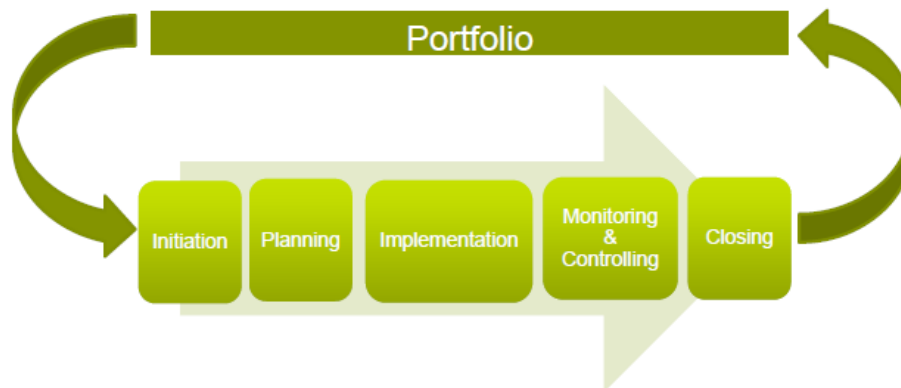 Portfolio
Initiation
Planning
Implementation
Monitoring
&
Controlling
Closing